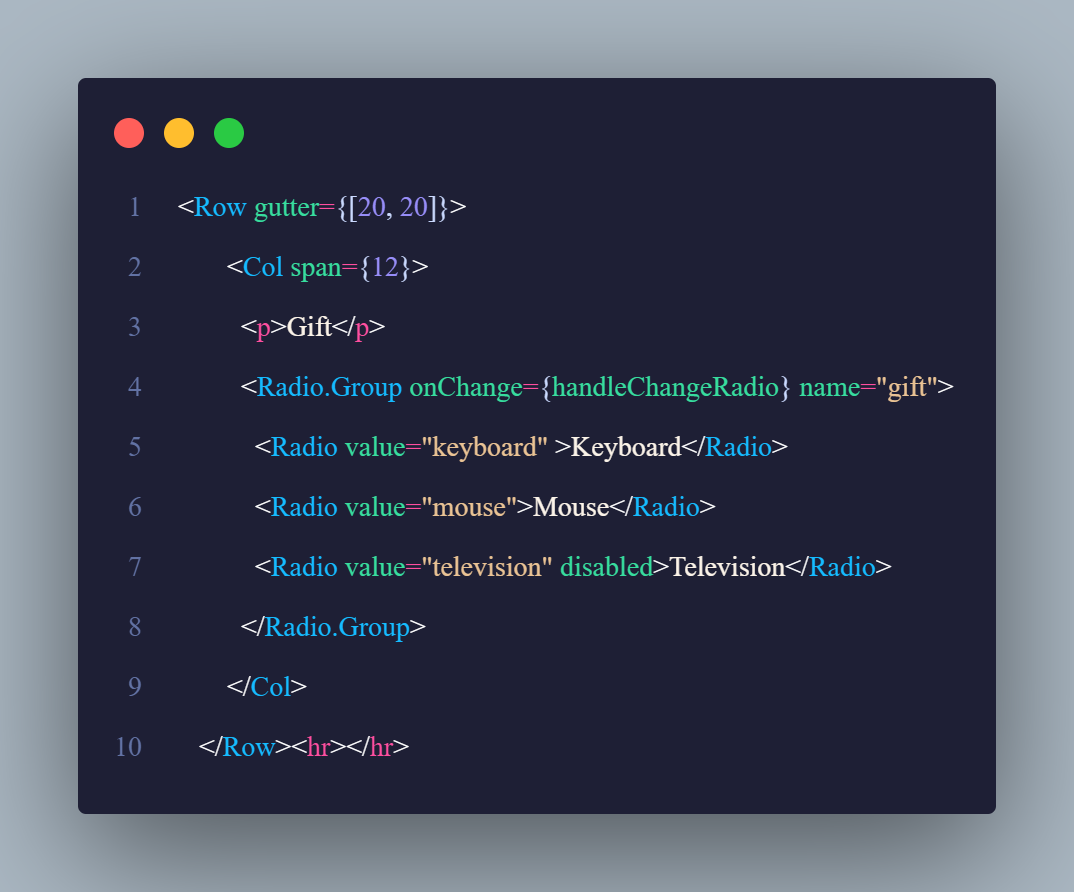 1 <Row gutter={[20, 20]}>
2 <Col span={12}>
3 <p>Gift</p>
4 <Radio.Group onChange={handleChangeRadio} name="gift">
5 <Radio value="keyboard" >Keyboard</Radio>
6 <Radio value="mouse">Mouse</Radio>
7 <Radio value="television" disabled>Television</Radio>
8 </Radio.Group>
9 </Col>
10 </Row><hr></hr>